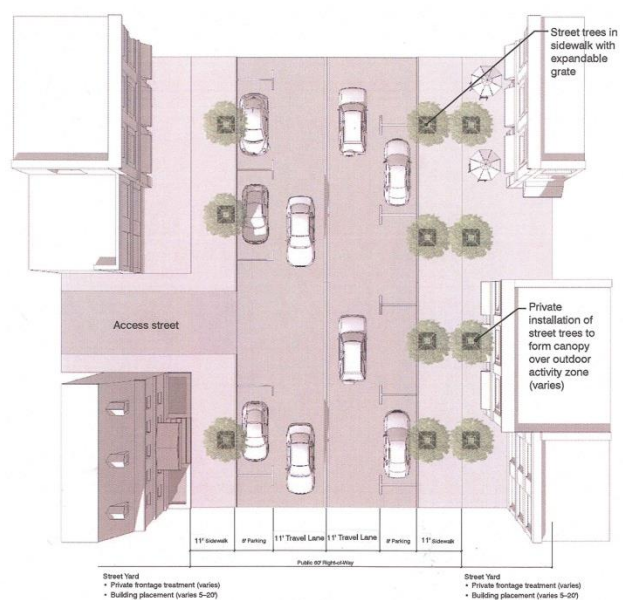 Street trees in
sidewalk with
expandable
grate
Access street
Private
installation of
street trees to
form canopy
over outdoor
activity zone
(varies)
11' Sidewalk
8' Parking
11' Travel Lane
11' Travel Lane
8' Parking
11' Sidewalk
Public 60' Right-of-Way
Street Yard
• Private frontage treatment (varies)
• Building placement (varies 5–20')
Street Yard
• Private frontage treatment (varies)
• Building placement (varies 5–20')